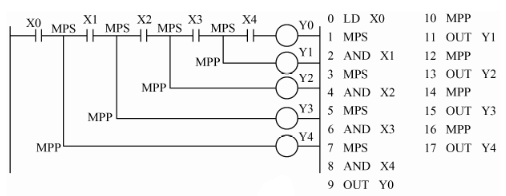 X0 MPS X1 MPS X2 MPS X3 MPS X4 Y0
MPP Y1
MPP Y2
MPP Y3
MPP Y4
0 LD X0
1 MPS
2 AND X1
3 MPS
4 AND X2
5 MPS
6 AND X3
7 MPS
8 AND X4
9 OUT Y0
10 MPP
11 OUT Y1
12 MPP
13 OUT Y2
14 MPP
15 OUT Y3
16 MPP
17 OUT Y4